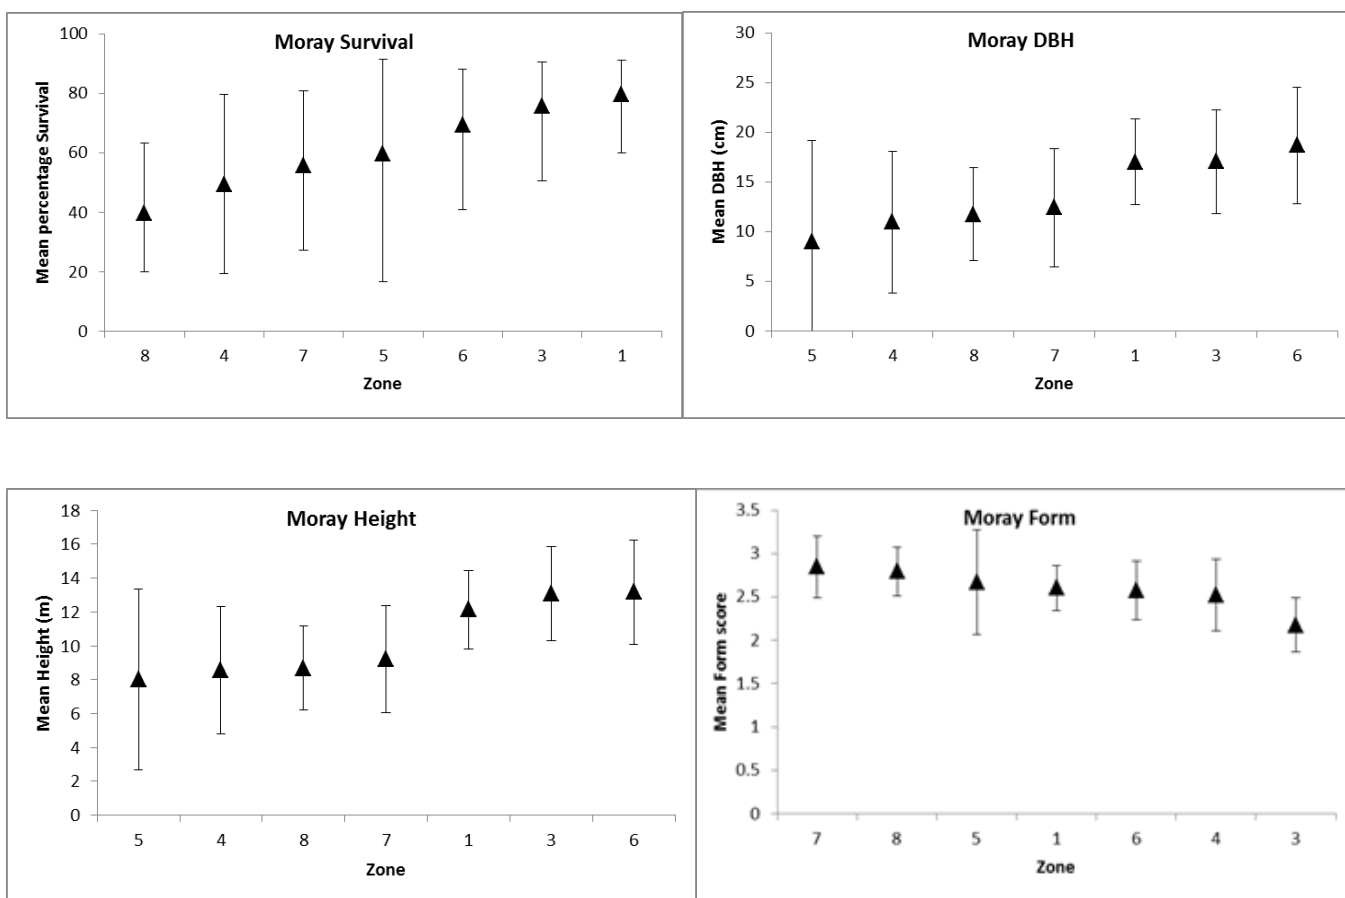 Moray Survival
Mean percentage Survival
100
80
60
40
20
0
8 4 7 5 6 3 1
Zone
Moray DBH
Mean DBH (cm)
30
25
20
15
10
5
0
5 4 8 7 1 3 6
Zone
Moray Height
Mean Height (m)
18
16
14
12
10
8
6
4
2
0
5 4 8 7 1 3 6
Zone
Moray Form
Mean Form score
3.5
3
2.5
2
1.5
1
0.5
0
7 8 5 1 6 4 3
Zone